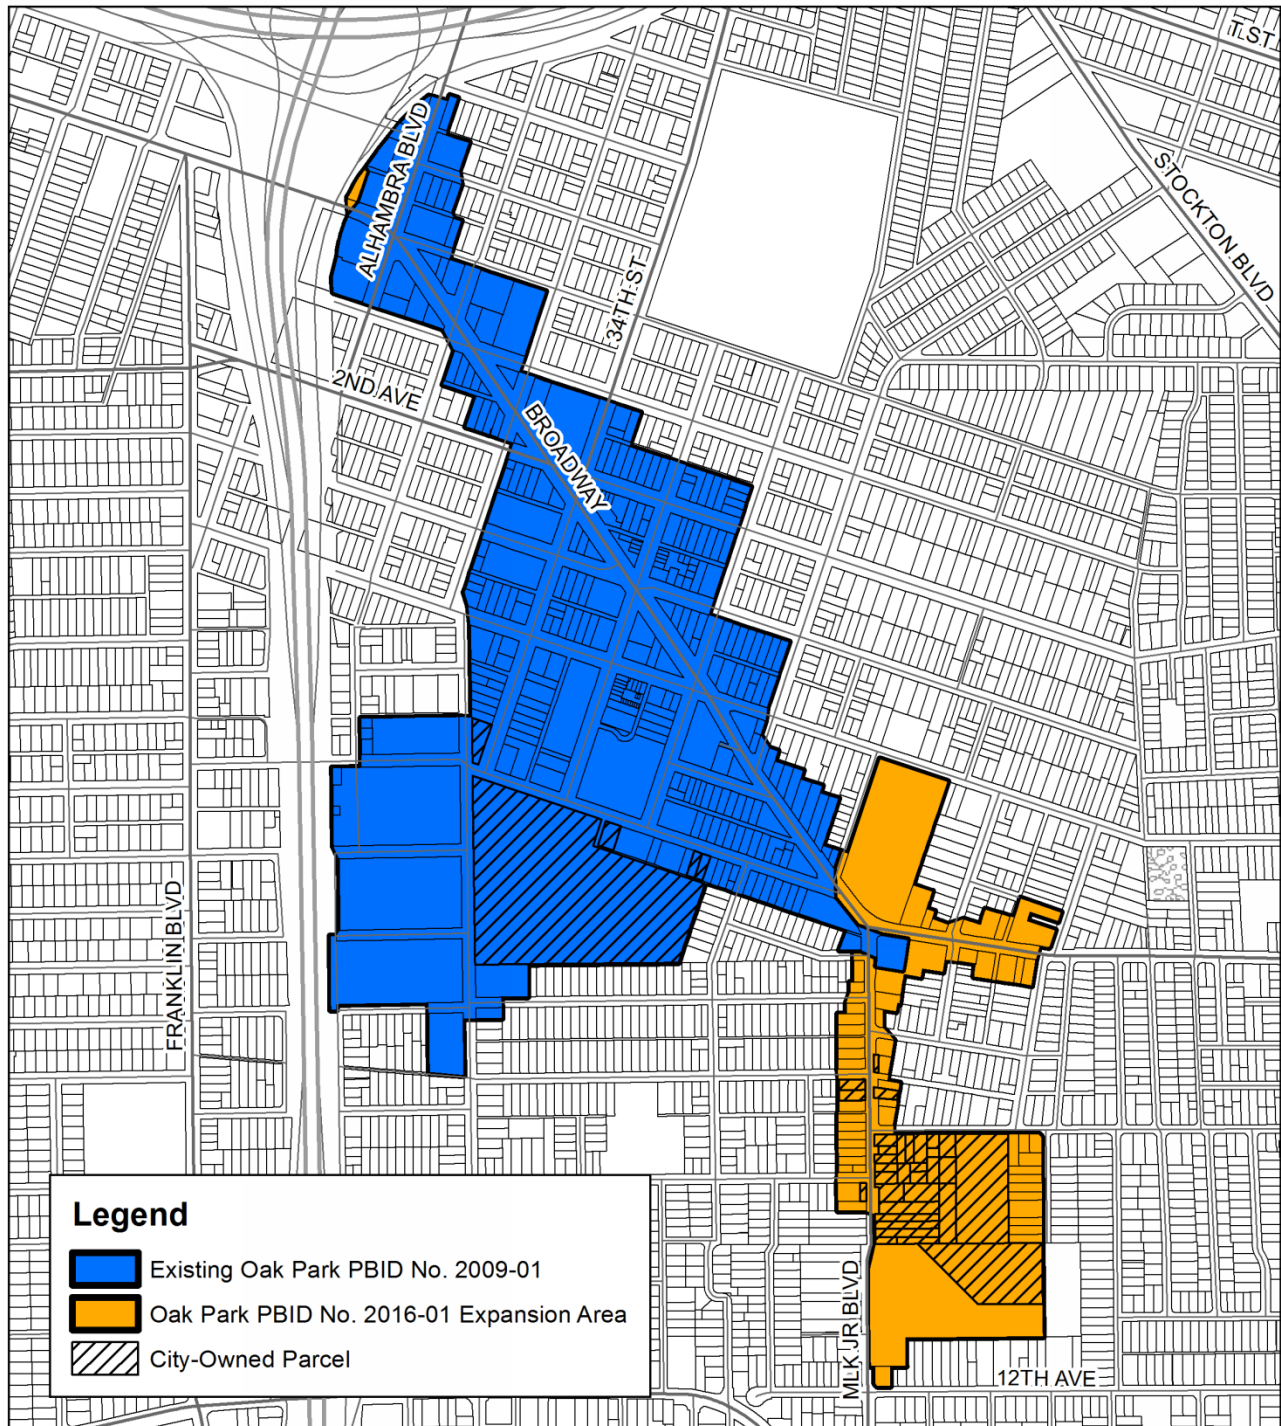 T ST
ALHAMBRA BLVD
STOCKTON BLVD
34TH ST
2ND AVE
BROADWAY
FRANKLIN BLVD
MLK JR BLVD
12TH AVE
Legend
Existing Oak Park PBID No. 2009-01
Oak Park PBID No. 2016-01 Expansion Area
City-Owned Parcel